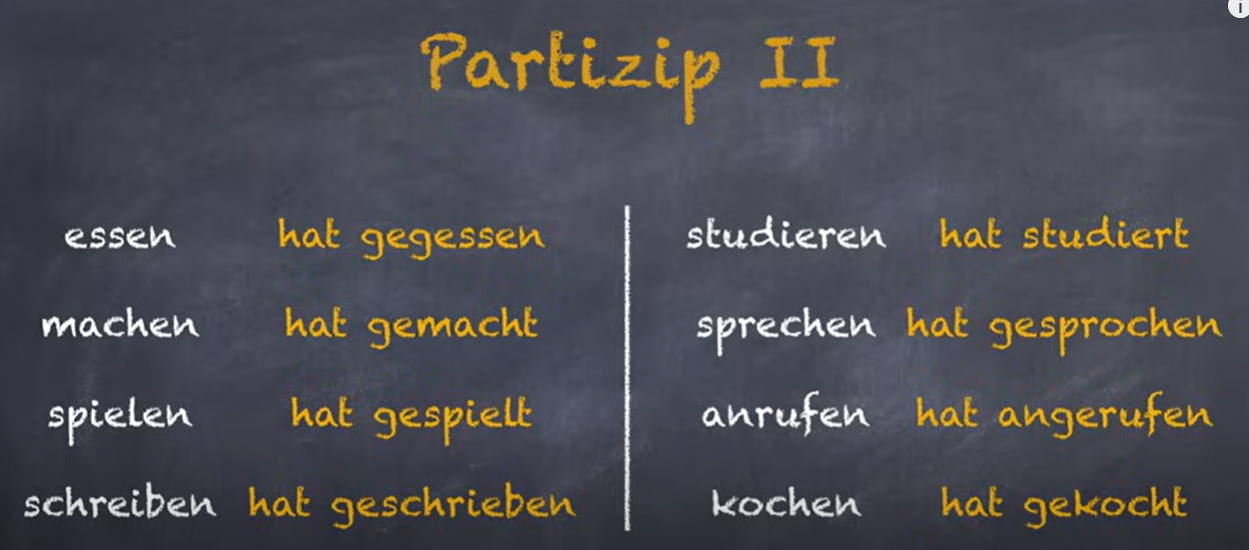 Partizip II
essen hat gegessen
machen hat gemacht
spielen hat gespielt
schreiben hat geschrieben
studieren hat studiert
sprechen hat gesprochen
anrufen hat angerufen
kochen hat gekocht